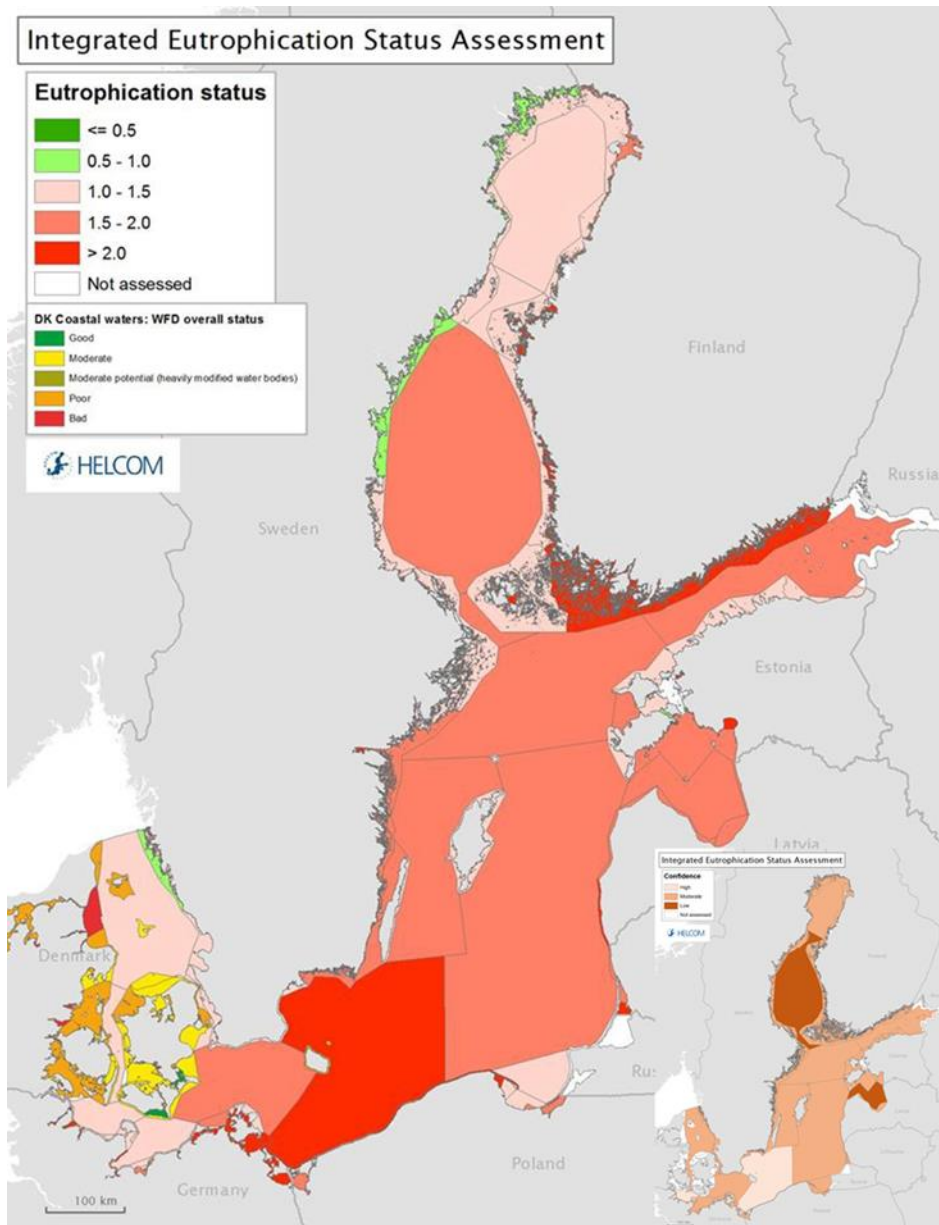 Integrated Eutrophication Status Assessment
Eutrophication status
<= 0.5
0.5 - 1.0
1.0 - 1.5
1.5 - 2.0
> 2.0
Not assessed
DK Coastal waters: WFD overall status
Good
Moderate
Moderate potential (heavily modified water bodies)
Poor
Bad
HELCOM
Finland
Russia
Sweden
Estonia
Latvia
Integrated Eutrophication Status Assessment
Confidence
High
Moderate
Low
Not assessed
HELCOM
Denmark
Rus
Poland
Germany
100 km